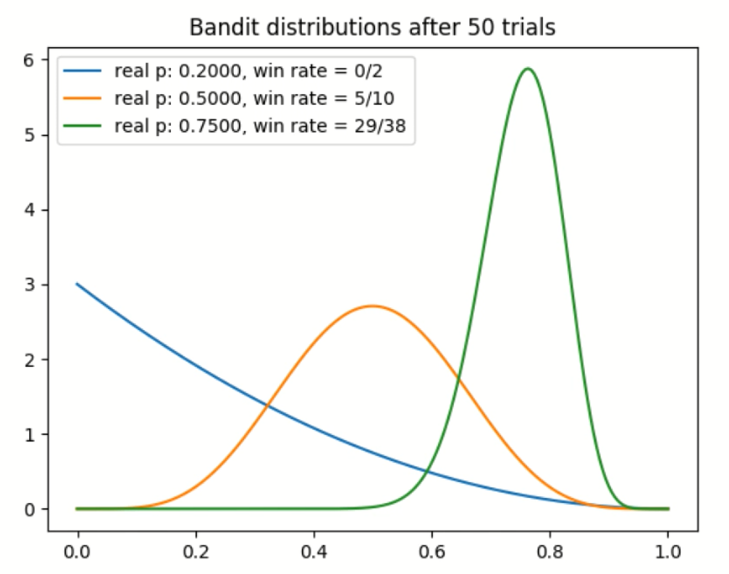 Bandit distributions after 50 trials
real p: 0.2000, win rate = 0/2
real p: 0.5000, win rate = 5/10
real p: 0.7500, win rate = 29/38
6
5
4
3
2
1
0
0.0 0.2 0.4 0.6 0.8 1.0